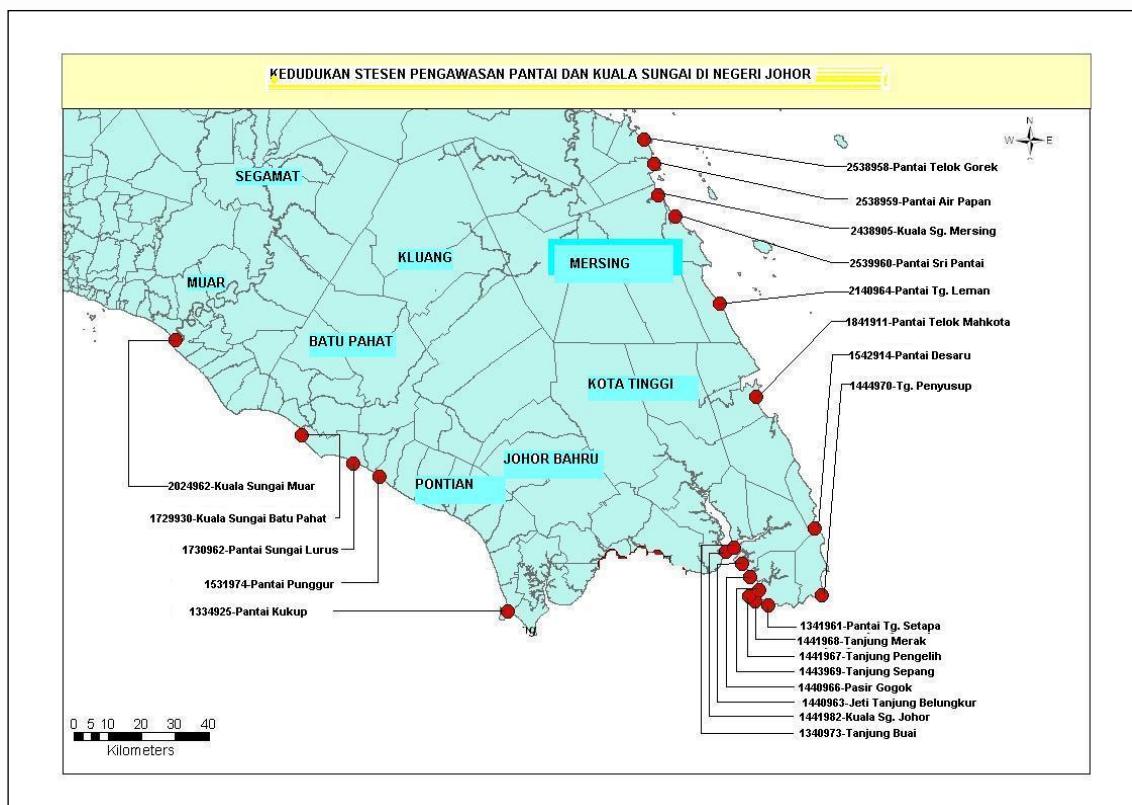 KEDUDUKAN STESEN PENGAWASAN PANTAI DAN KUALA SUNGAI DI NEGERI JOHOR
N
W E
S
SEGAMAT
KLUANG
MERSING
MUAR
BATU PAHAT
KOTA TINGGI
JOHOR BAHRU
PONTIAN
2538958-Pantai Telok Gorek
2538959-Pantai Air Papan
2438905-Kuala Sg. Mersing
2539960-Pantai Sri Pantai
2140964-Pantai Tg. Leman
1841911-Pantai Telok Mahkota
1542914-Pantai Desaru
1444970-Tg. Penyusup
2024962-Kuala Sungai Muar
1729930-Kuala Sungai Batu Pahat
1730962-Pantai Sungai Lurus
1531974-Pantai Punggur
1334925-Pantai Kukup
1341961-Pantai Tg. Setapa
1441968-Tanjung Merak
1441967-Tanjung Pengelih
1443969-Tanjung Sepang
1440966-Pasir Gogok
1440963-Jeti Tanjung Belungkur
1441982-Kuala Sg. Johor
1340973-Tanjung Buai
0 5 10 20 30 40
Kilometers